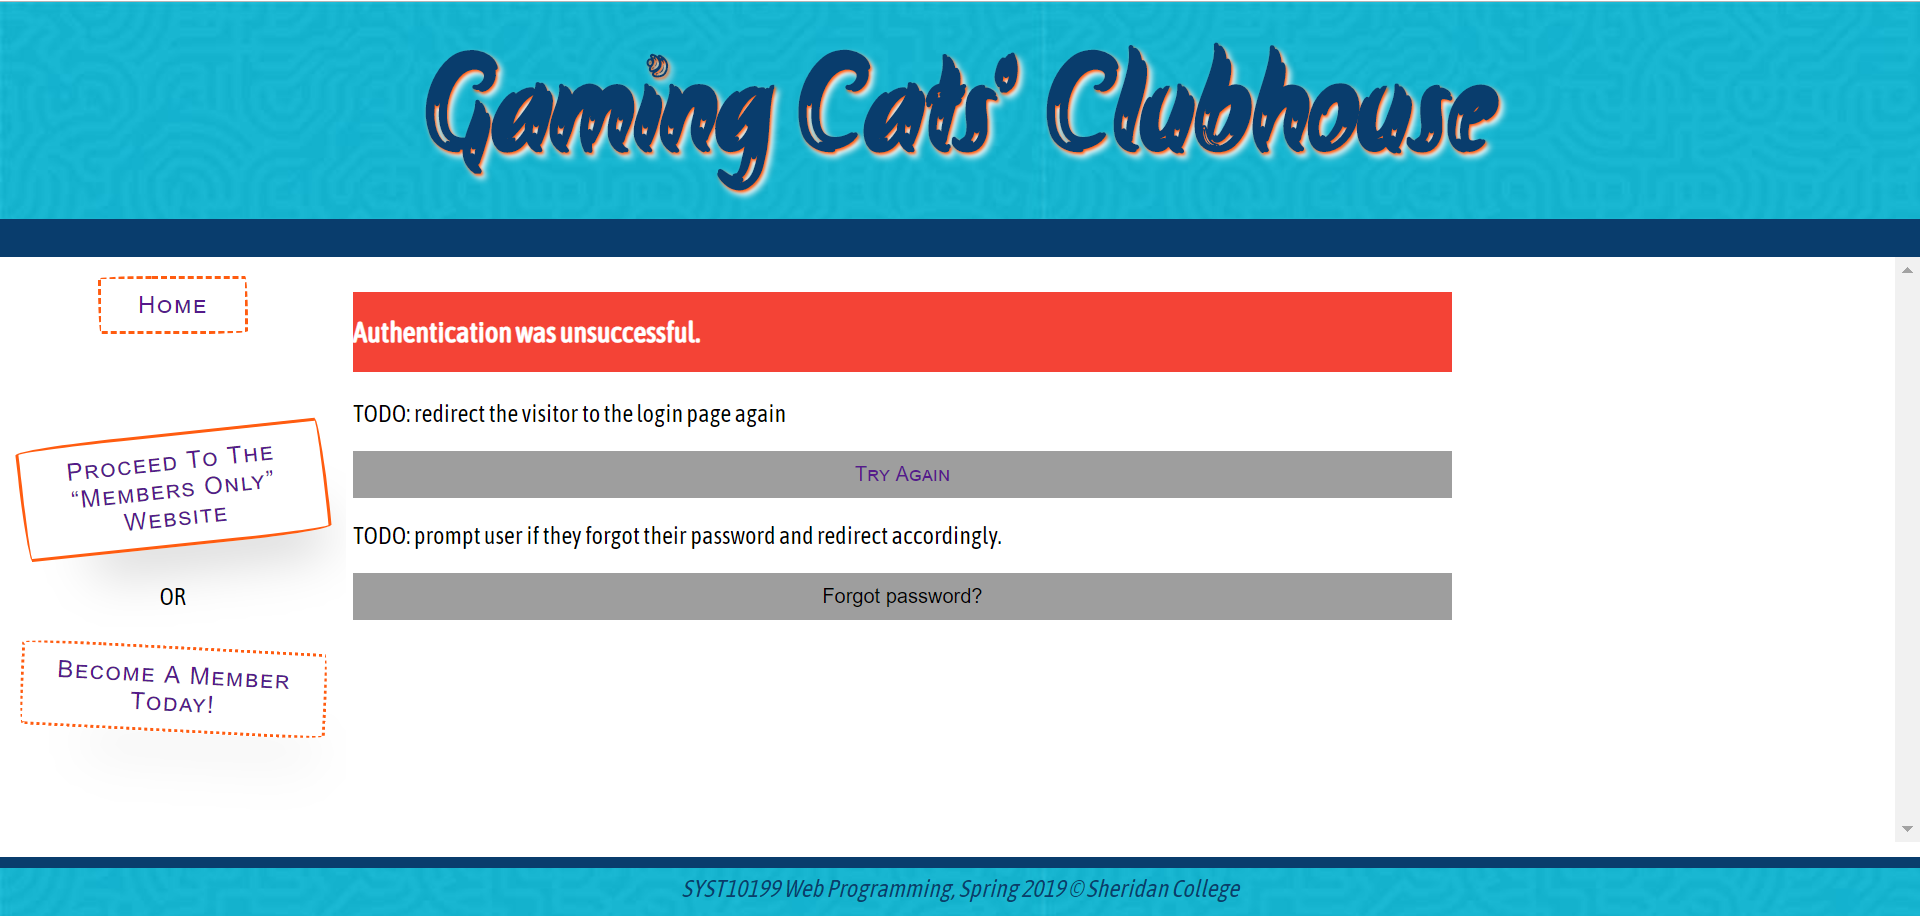 Gaming Cats' Clubhouse
Home
Proceed To The
“Members Only”
Website
OR
Become A Member
Today!
Authentication was unsuccessful.
TODO: redirect the visitor to the login page again
Try Again
TODO: prompt user if they forgot their password and redirect accordingly.
Forgot password?
SYST10199 Web Programming, Spring 2019 © Sheridan College